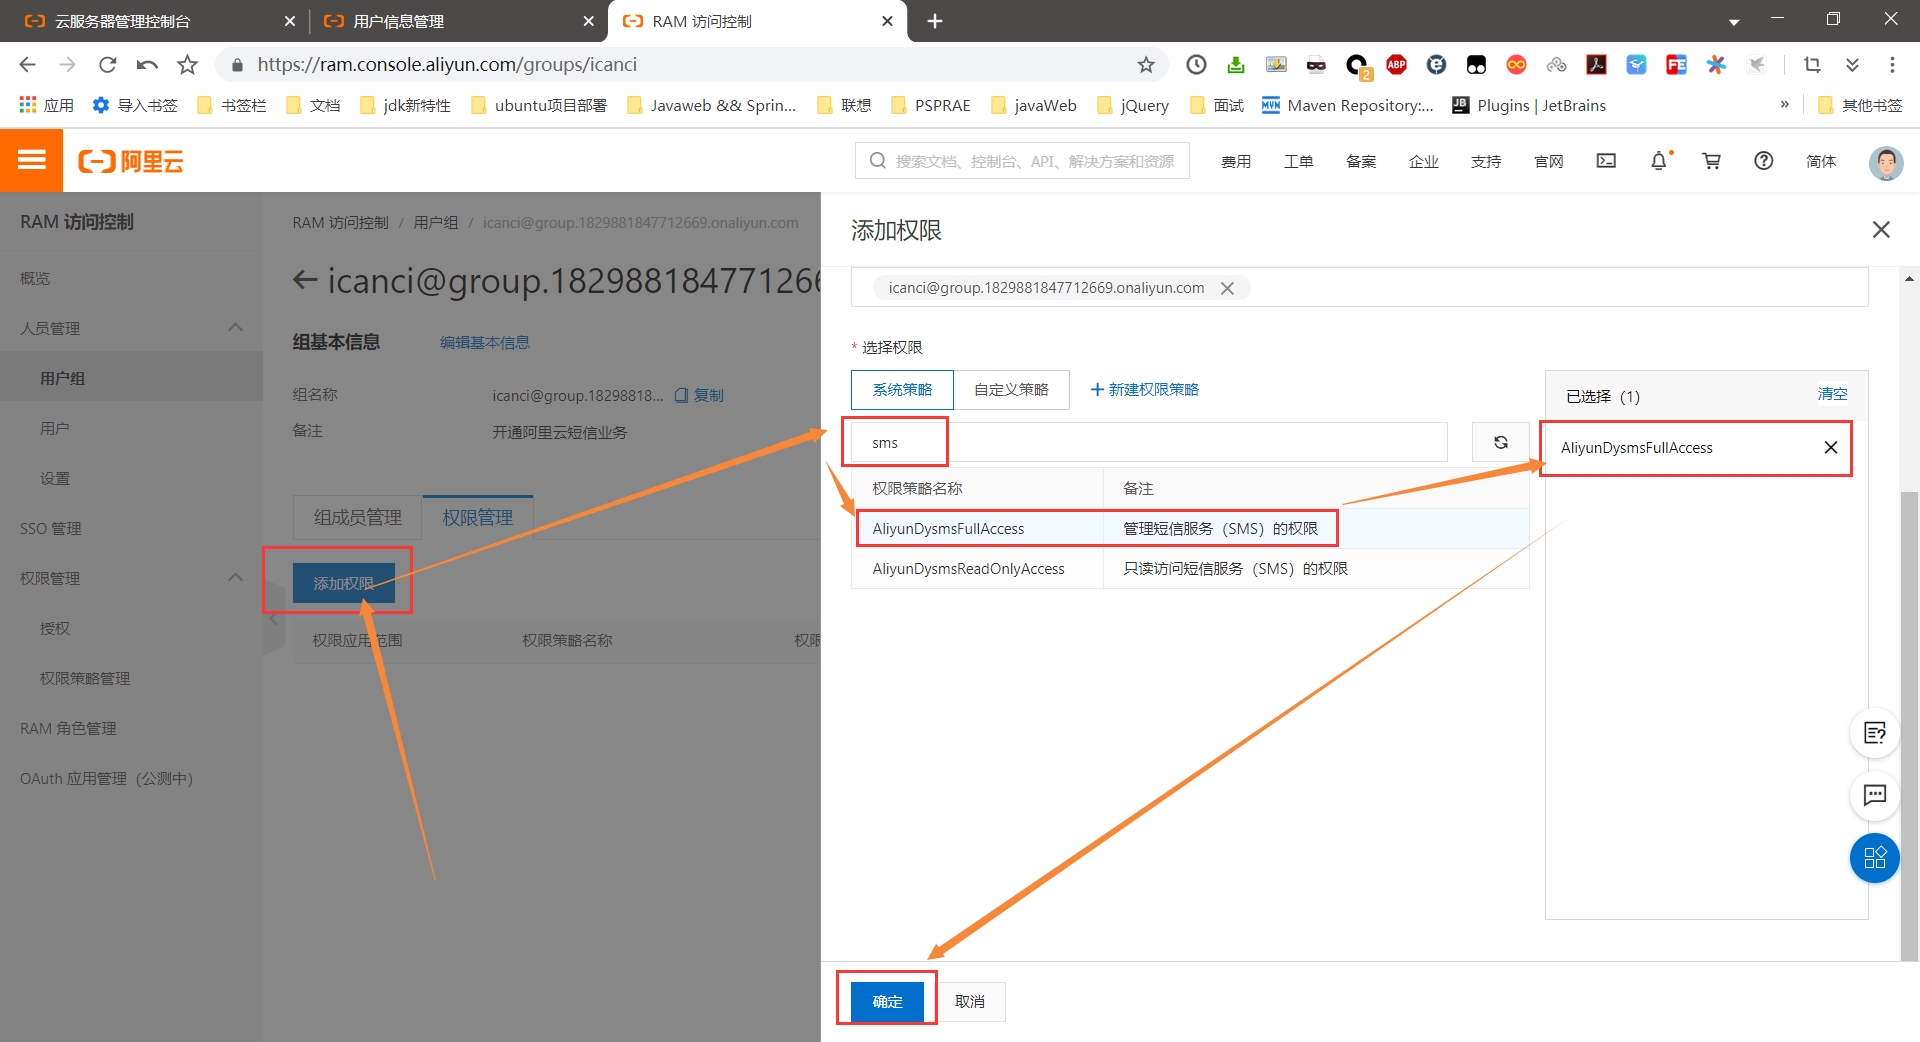 云服务器管理控制台
用户信息管理
RAM 访问控制
https://ram.console.aliyun.com/groups/icanci
2
ABP
FE
应用
导入书签
书签栏
文档
jdk新特性
ubuntu项目部署
Javaweb && Sprin...
联想
PSPRAE
javaWeb
jQuery
面试
MVN Maven Repository:...
JB Plugins | JetBrains
»
其他书签
阿里云
搜索文档、控制台、API、解决方案和资源
费用
工单
备案
企业
支持
官网
简体
RAM 访问控制
概览
人员管理
用户组
用户
设置
SSO 管理
权限管理
授权
权限策略管理
RAM 角色管理
OAuth 应用管理（公测中）
RAM 访问控制 / 用户组 / icanci@group.1829881847712669.onaliyun.com
icanci@group.182988184771266
组基本信息
编辑基本信息
组名称
icanci@group.18298818...
复制
备注
开通阿里云短信业务
组成员管理
权限管理
添加权限
权限应用范围
权限策略名称
权限
添加权限
icanci@group.1829881847712669.onaliyun.com
* 选择权限
系统策略
自定义策略
+ 新建权限策略
sms
权限策略名称
备注
AliyunDysmsFullAccess
管理短信服务（SMS）的权限
AliyunDysmsReadOnlyAccess
只读访问短信服务（SMS）的权限
已选择（1）
清空
AliyunDysmsFullAccess
确定
取消